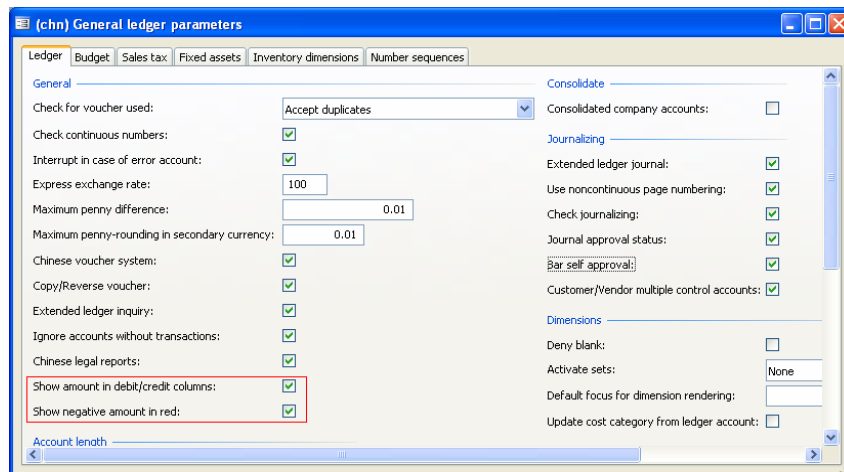 (chn) General ledger parameters
Ledger Budget Sales tax Fixed assets Inventory dimensions Number sequences
General
Check for voucher used: Accept duplicates
Check continuous numbers:
Interrupt in case of error account:
Express exchange rate: 100
Maximum penny difference: 0.01
Maximum penny-rounding in secondary currency: 0.01
Chinese voucher system:
Copy/Reverse voucher:
Extended ledger inquiry:
Ignore accounts without transactions:
Chinese legal reports:
Show amount in debit/credit columns:
Show negative amount in red:
Account length
Consolidate
Consolidated company accounts:
Journalizing
Extended ledger journal:
Use noncontinuous page numbering:
Check journalizing:
Journal approval status:
Bar self approval:
Customer/Vendor multiple control accounts:
Dimensions
Deny blank:
Activate sets: None
Default focus for dimension rendering:
Update cost category from ledger account: